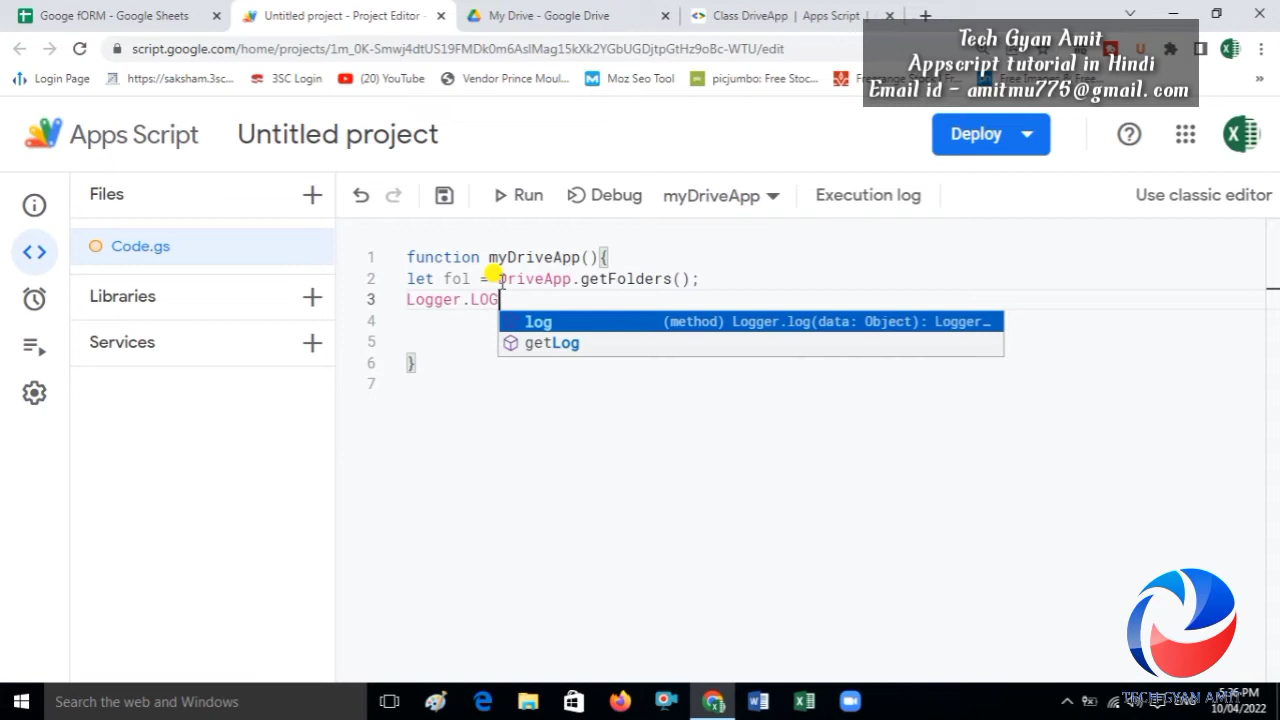 Googe fORM - Google Sheets
Untitled project - Project Editor -
My Drive - Google Drive
Class DriveApp | Apps Script |
script.google.com/home/projects/1m_0K-Smwj4dtUS19FMDk0m6AslMag15kXk2YGbUGDjtpGtHz9oBc-WTU/edit
Tech Gyan Amit
Appscript tutorial in Hindi
Email id - amitmu775@gmail.com
Login Page
https://saksham.3sc...
3SC Login
(20) YouTube
Vendor Prince Moul...
Moz Seo Tool
picjumbo: Free Stoc...
»
Apps Script
Untitled project
Deploy
Files
Run
Debug
myDriveApp
Execution log
Use classic editor
Code.gs
Libraries
Services
1 function myDriveApp(){
2 let fol = DriveApp.getFolders();
3 Logger.LOG
log (method) Logger.log(data: Object): Logger…
4
getLog
5
6 }
7
Search the web and Windows
ENG
5:36 PM
10/04/2022
TECH GYAN AMIT